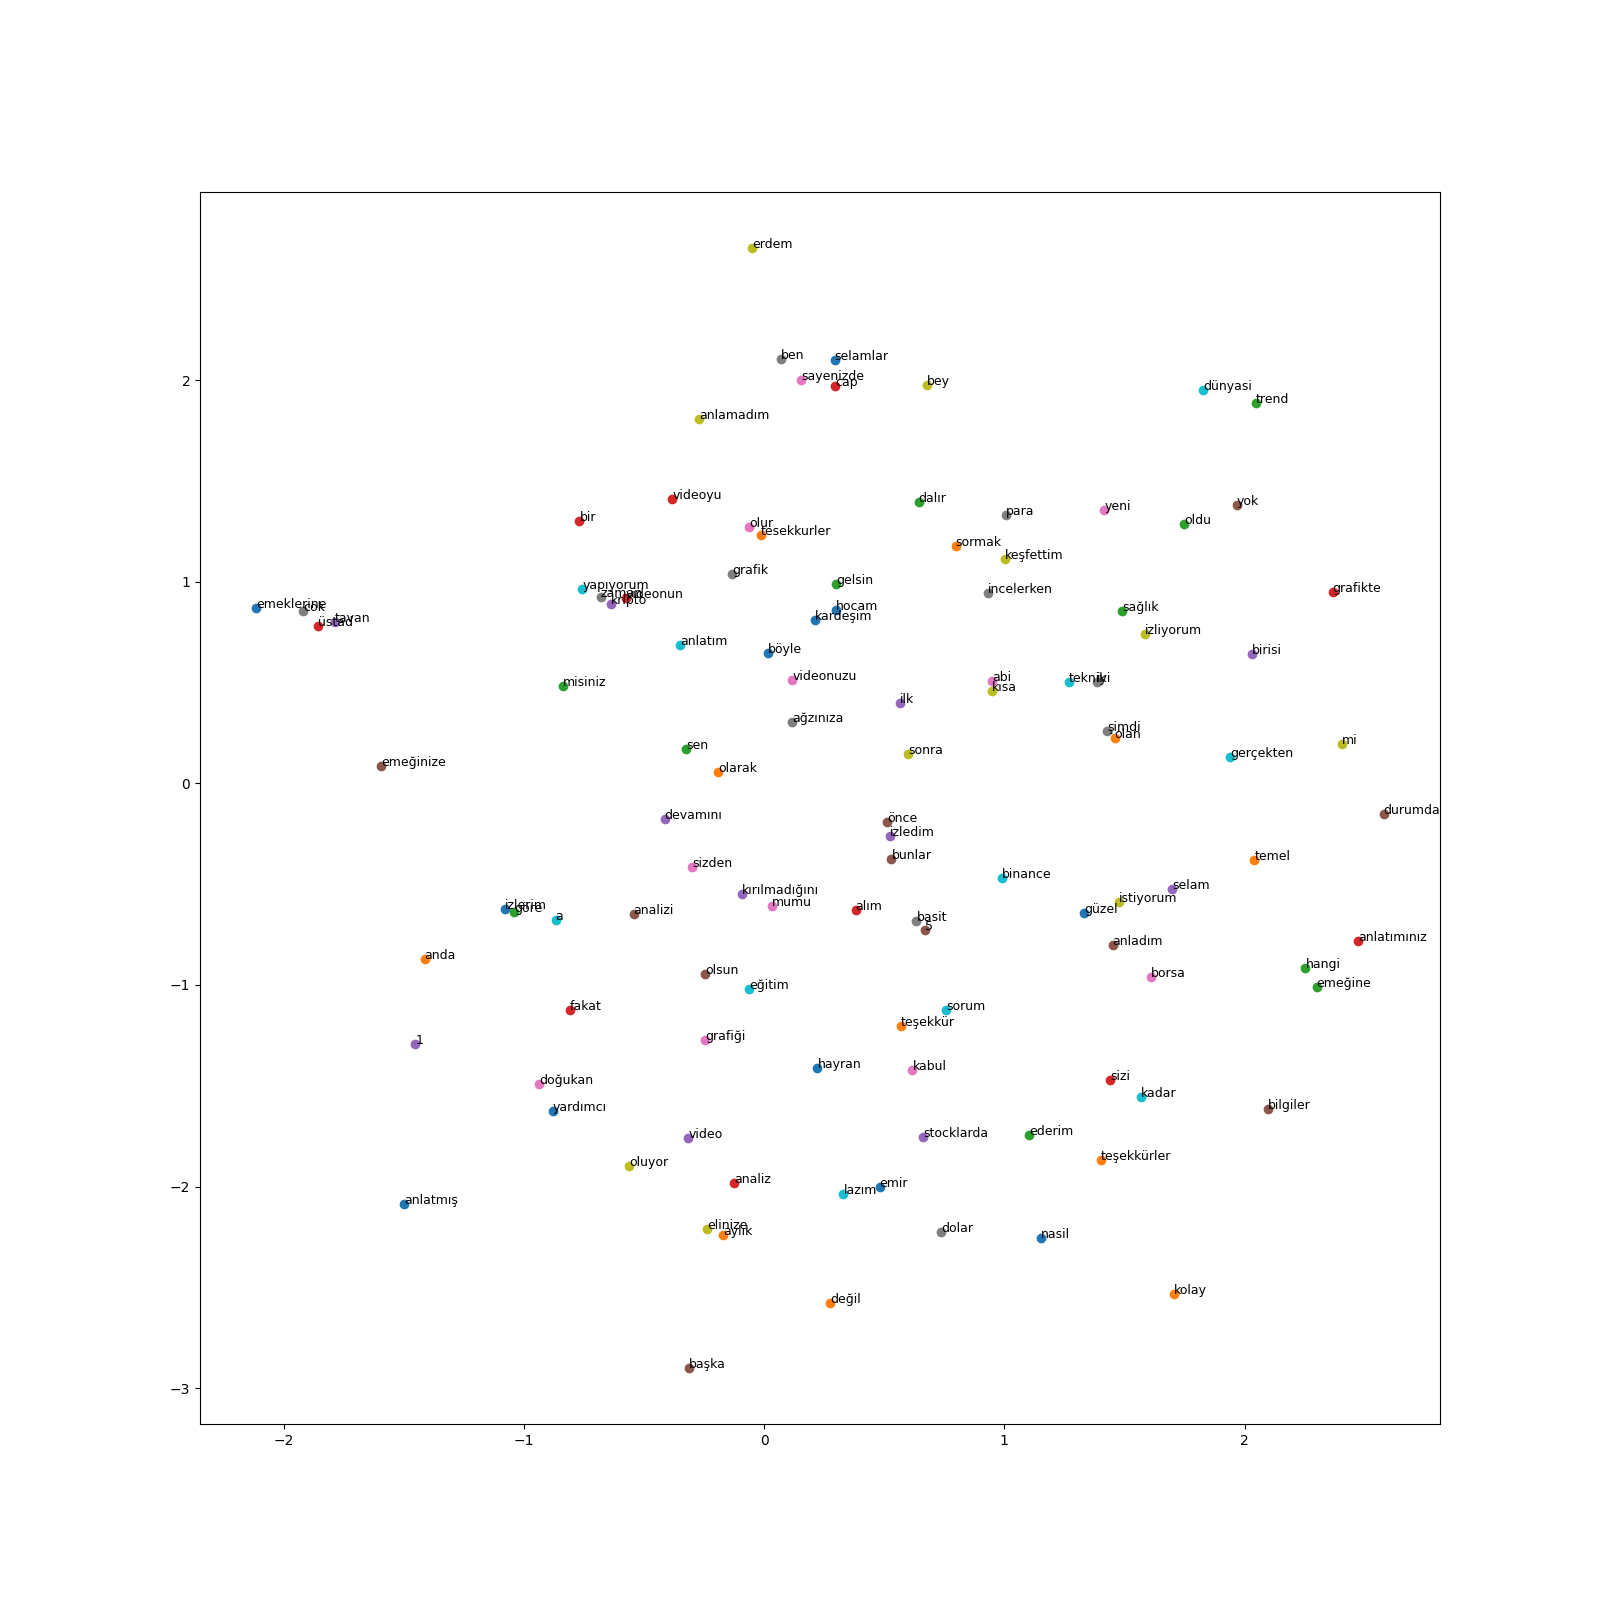 erdem
ben
selamlar
sayenizde
cap
bey
dünyasi
trend
anlamadım
videoyu
dalır
yok
bir
para
yeni
olur
oldu
tesekkurler
sormak
keşfettim
grafik
yapıyorum
gelsin
zaman
videonun
incelerken
grafikte
kripto
emeklerine
çok
hocam
sağlık
tavan
üstad
kardeşim
izliyorum
anlatım
böyle
birisi
misiniz
videonuzu
abi
kısa
teknik
iyi
ilk
ağzınıza
şimdi
olan
mi
sen
sonra
gerçekten
emeğinize
olarak
durumda
devamını
önce
izledim
sizden
bunlar
temel
binance
selam
kırılmadığını
mumu
istiyorum
izlerim
göre
a
analizi
alım
güzel
basit
5
anlatımınız
anladım
anda
hangi
olsun
borsa
eğitim
emeğine
fakat
sorum
teşekkür
grafiği
1
hayran
kabul
sizi
doğukan
kadar
yardımcı
bilgiler
video
stocklarda
ederim
oluyor
teşekkürler
analiz
emir
lazım
anlatmış
elinize
aylık
dolar
nasil
kolay
değil
başka
2
1
0
−1
−2
−3
−2
−1
0
1
2